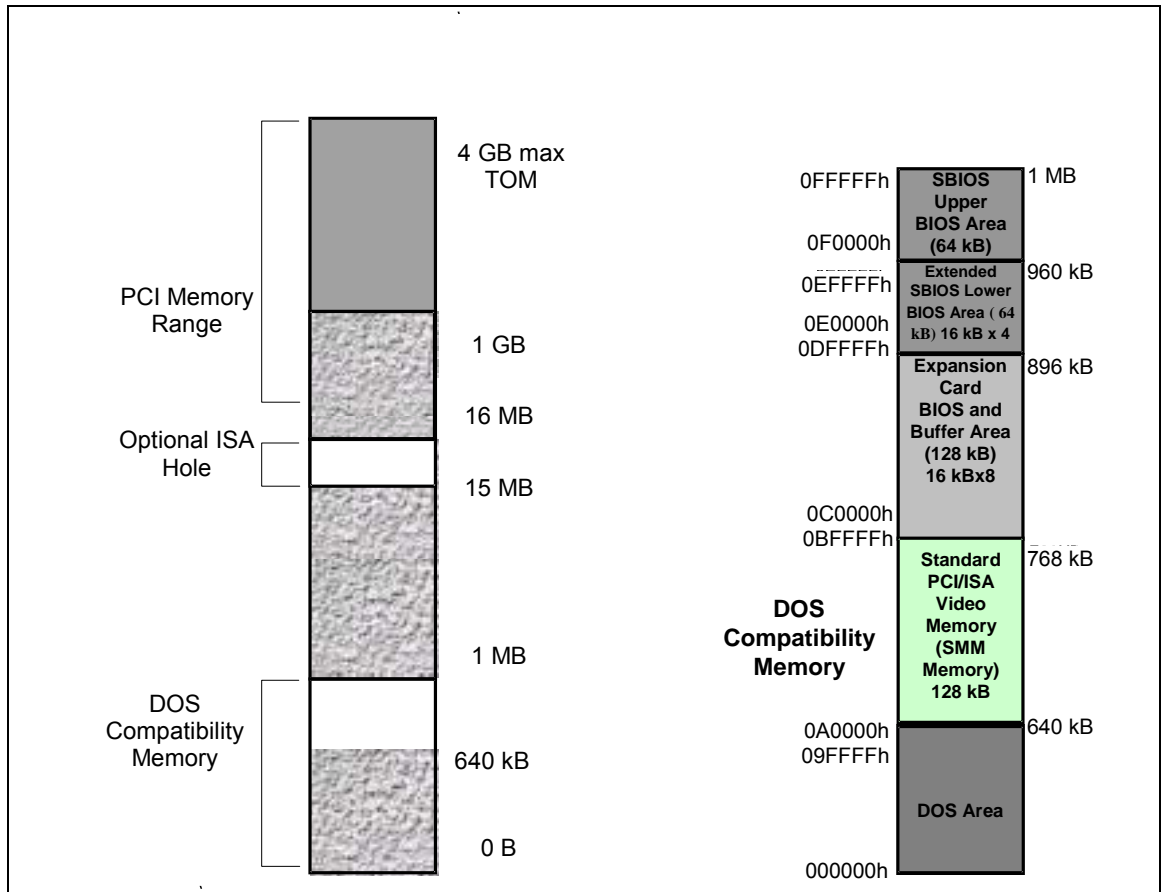 4 GB max
TOM
PCI Memory
Range
1 GB
16 MB
Optional ISA
Hole
15 MB
1 MB
DOS
Compatibility
Memory
640 kB
0 B
0FFFFFh
SBIOS
Upper
BIOS Area
(64 kB)
1 MB
0F0000h
960 kB
0EFFFFh
Extended
SBIOS Lower
BIOS Area ( 64
kB) 16 kB x 4
0E0000h
0DFFFFh
896 kB
Expansion
Card
BIOS and
Buffer Area
(128 kB)
16 kBx8
0C0000h
0BFFFFh
768 kB
Standard
PCI/ISA
Video
Memory
(SMM
Memory)
128 kB
DOS
Compatibility
Memory
0A0000h
640 kB
09FFFFh
DOS Area
000000h